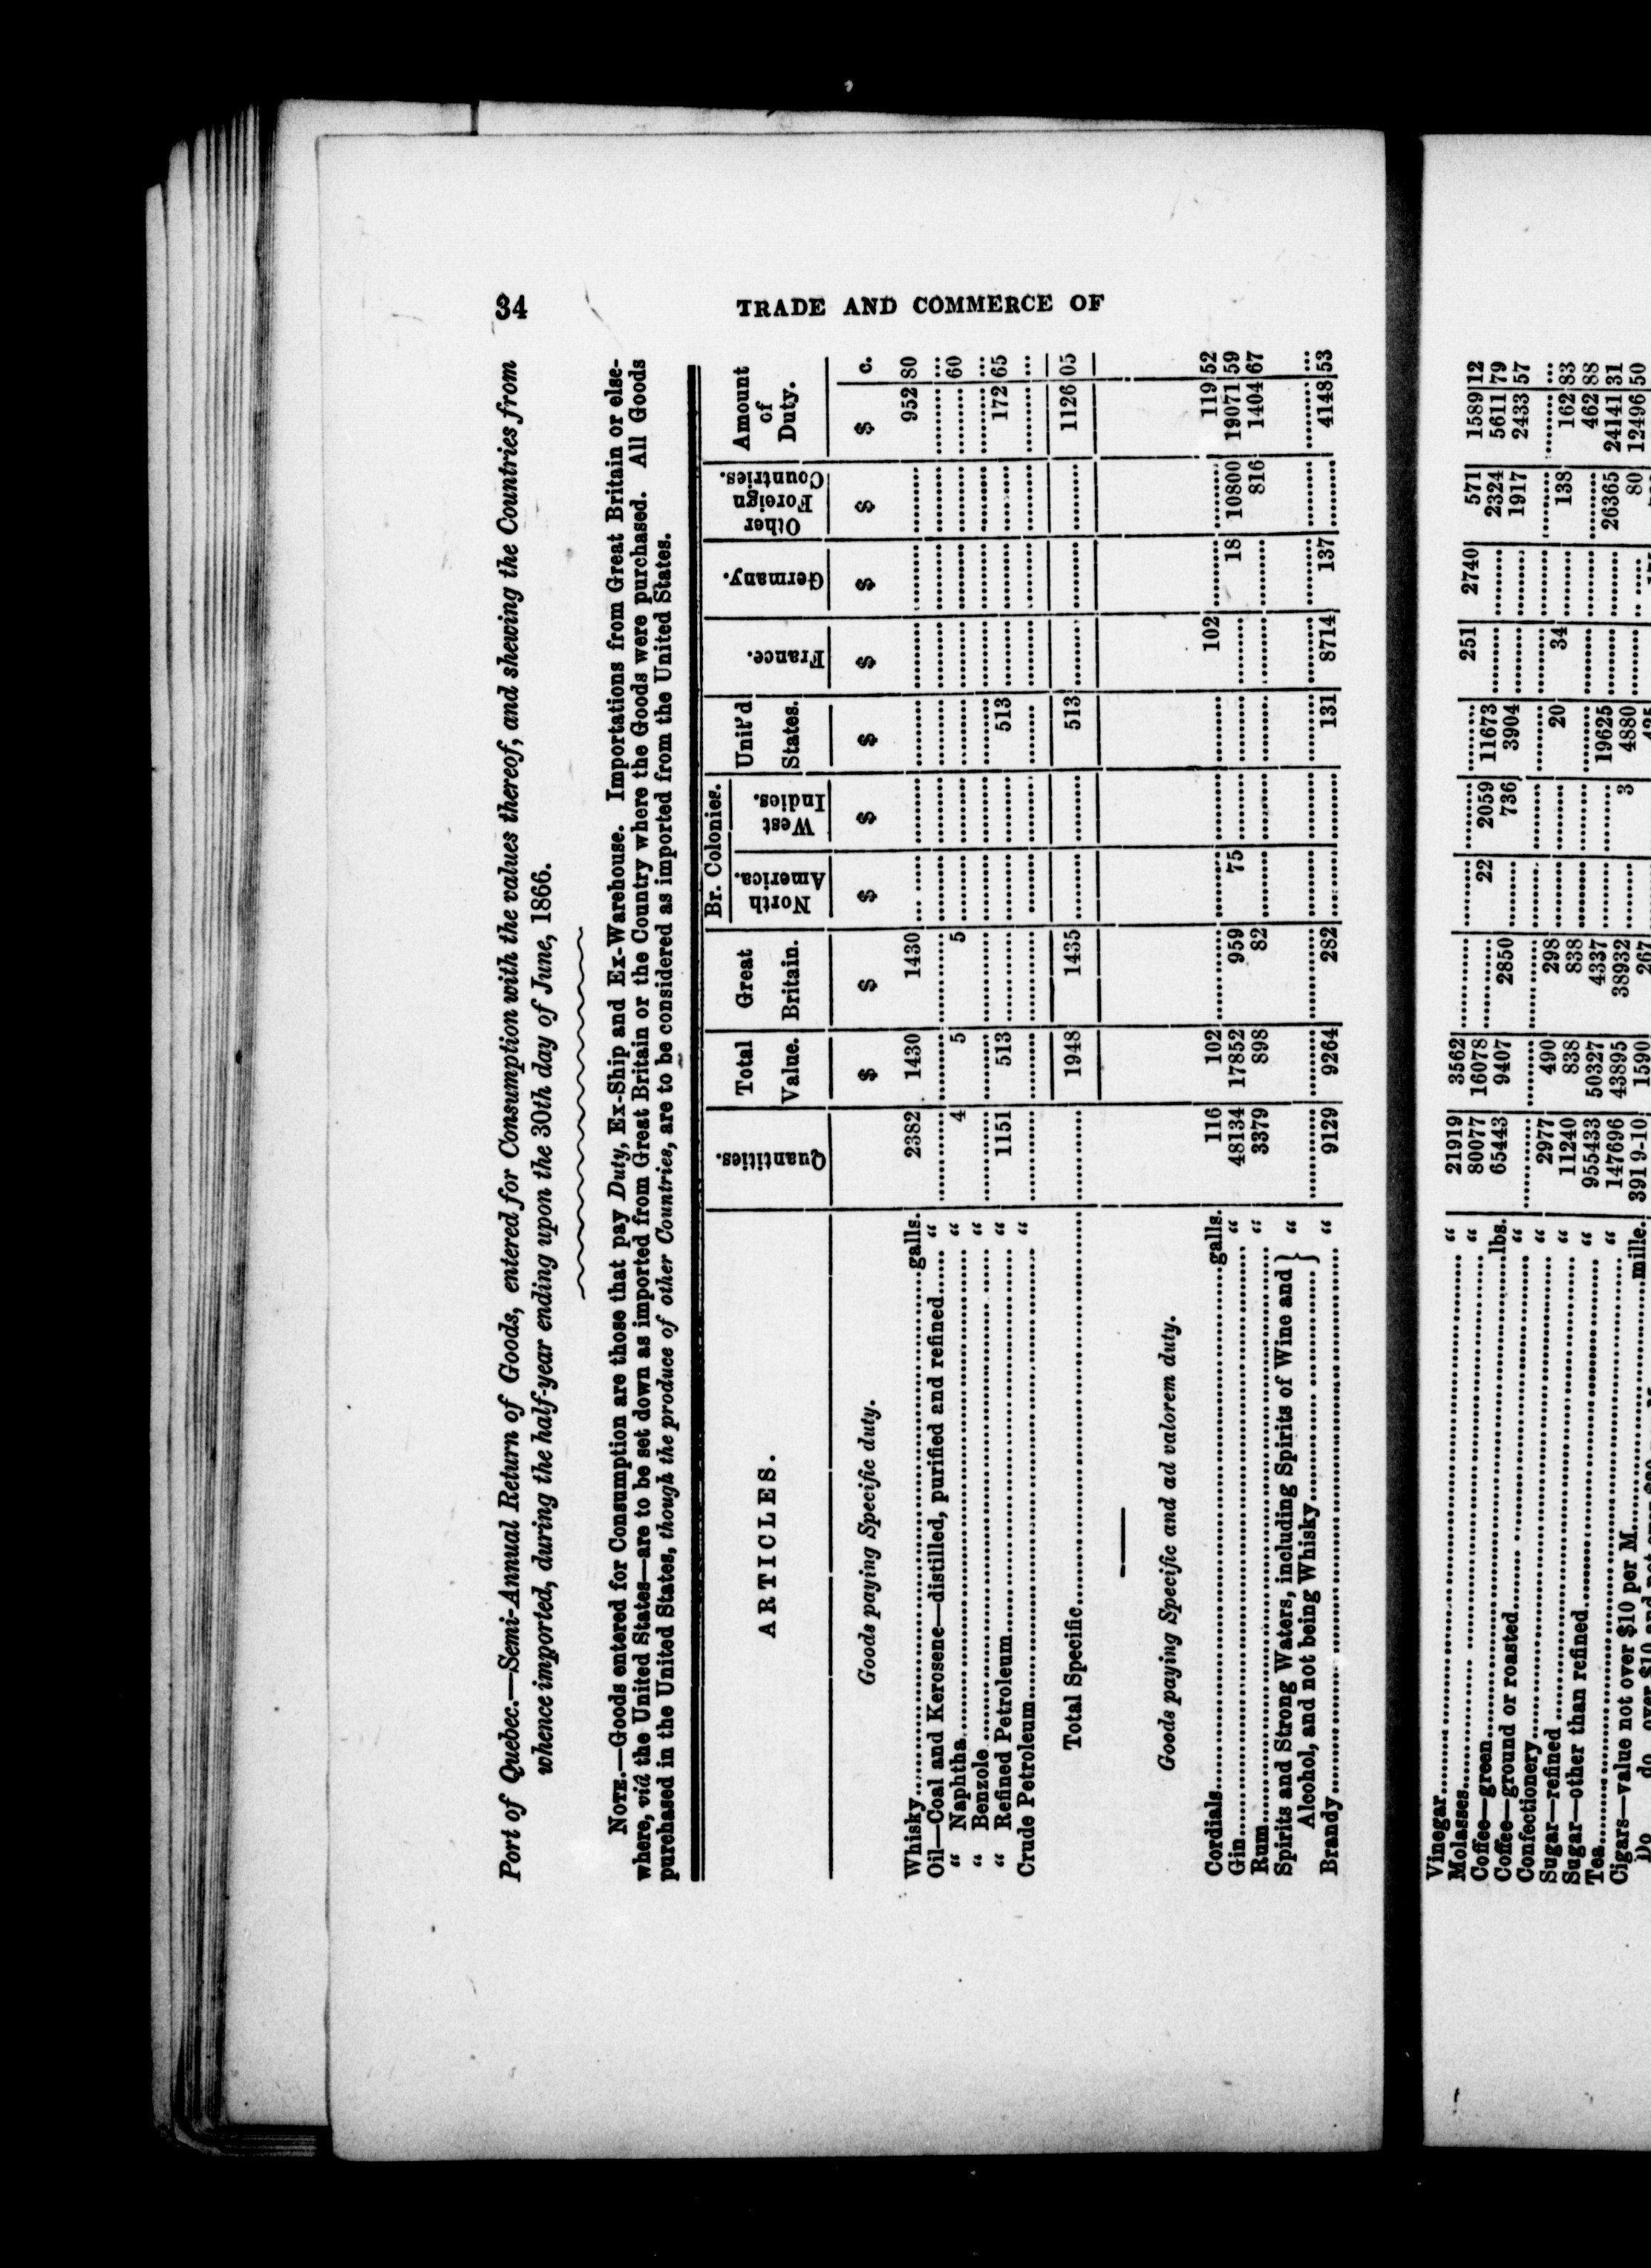 34
TRADE AND COMMERCE OF
Port of Quebec.—Semi-Annual Return of Goods, entered for Consumption with the values thereof, and shewing the Countries from
whence imported, during the half-year ending upon the 30th day of June, 1866.
NOTE.—Goods entered for Consumption are those that pay Duty, Ex-Ship and Ex-Warehouse. Importations from Great Britain or else-
where, viâ the United States—are to be set down as imported from Great Britain or the Country where the Goods were purchased. All Goods
purchased in the United States, though the produce of other Countries, are to be considered as imported from the United States.
ARTICLES. Quantities. Total Value. Great Britain. Br. Colonies. North America. West Indies. Unit'd States. France. Germany. Other Foreign Countries. Amount of Duty.
$ $ $ $ $ $ $ $ $ c.
Goods paying Specific duty.
Whisky..........galls. 2382 1430 1430 ... ...... ......... ......... ......... ......... ......... 952 80
Oil—Coal and Kerosene—distilled, purified and refined...... " ......... ......... ......... ......... ......... ......... ......... ......... ......... ......... ...
" Naphtha.......... " 4 5 5 ......... ......... ......... ......... ......... ......... ......... 60
" Benzole .......... " ......... ......... ......... ......... ......... ......... ......... ......... ......... ......... ...
" Refined Petroleum.......... " 1151 513 ......... ......... ......... 513 ......... ......... ......... 172 65
Crude Petroleum.......... " ......... ......... ......... ......... ......... ......... ......... ......... ......... ......... ...
Total Specific.......... ......... 1948 1435 ......... ......... 513 ......... ......... ......... 1126 05
Goods paying Specific and ad valorem duty.
Cordials..........galls. 116 102 ......... ......... ......... ......... 102 ......... ......... 119 52
Gin.......... " 48134 17852 959 75 ......... ......... ......... 18 10800 19071 59
Rum.......... " 3379 898 82 ......... ......... ......... ......... ......... 816 1404 67
Spirits and Strong Waters, including Spirits of Wine and } "
Alcohol, and not being Whisky.......... ......... ......... ......... ......... ......... ......... ......... ......... ......... ......... ...
Brandy.......... " 9129 9264 282 ......... ......... 131 8714 137 ......... 4148 53
Vinegar.......... " 21919 3562 ......... ......... ......... ......... 251 2740 571 1589 12
Molasses.......... " 80077 16078 ......... 22 2059 11673 ......... ......... 2324 5611 79
Coffee—green..........lbs. 65443 9407 2850 ......... 736 3904 ......... ......... 1917 2433 57
Coffee—ground or roasted.......... " ......... ......... ......... ......... ......... ......... ......... ......... ......... ......... ...
Confectionery.......... " 2977 490 298 ......... ......... 20 34 ......... 138 162 83
Sugar—refined .......... " 11240 838 838 ......... ......... ......... ......... ......... ......... 462 88
Sugar—other than refined.......... " 955433 50327 4337 ......... ......... 19625 ......... ......... 26365 24141 31
Tea.......... " 147696 43895 38932 ......... 3 4880 ......... ......... 80 12496 50
Cigars—value not over $10 per M..........mille. 391 9-10 1590 267
Do do over $10 and